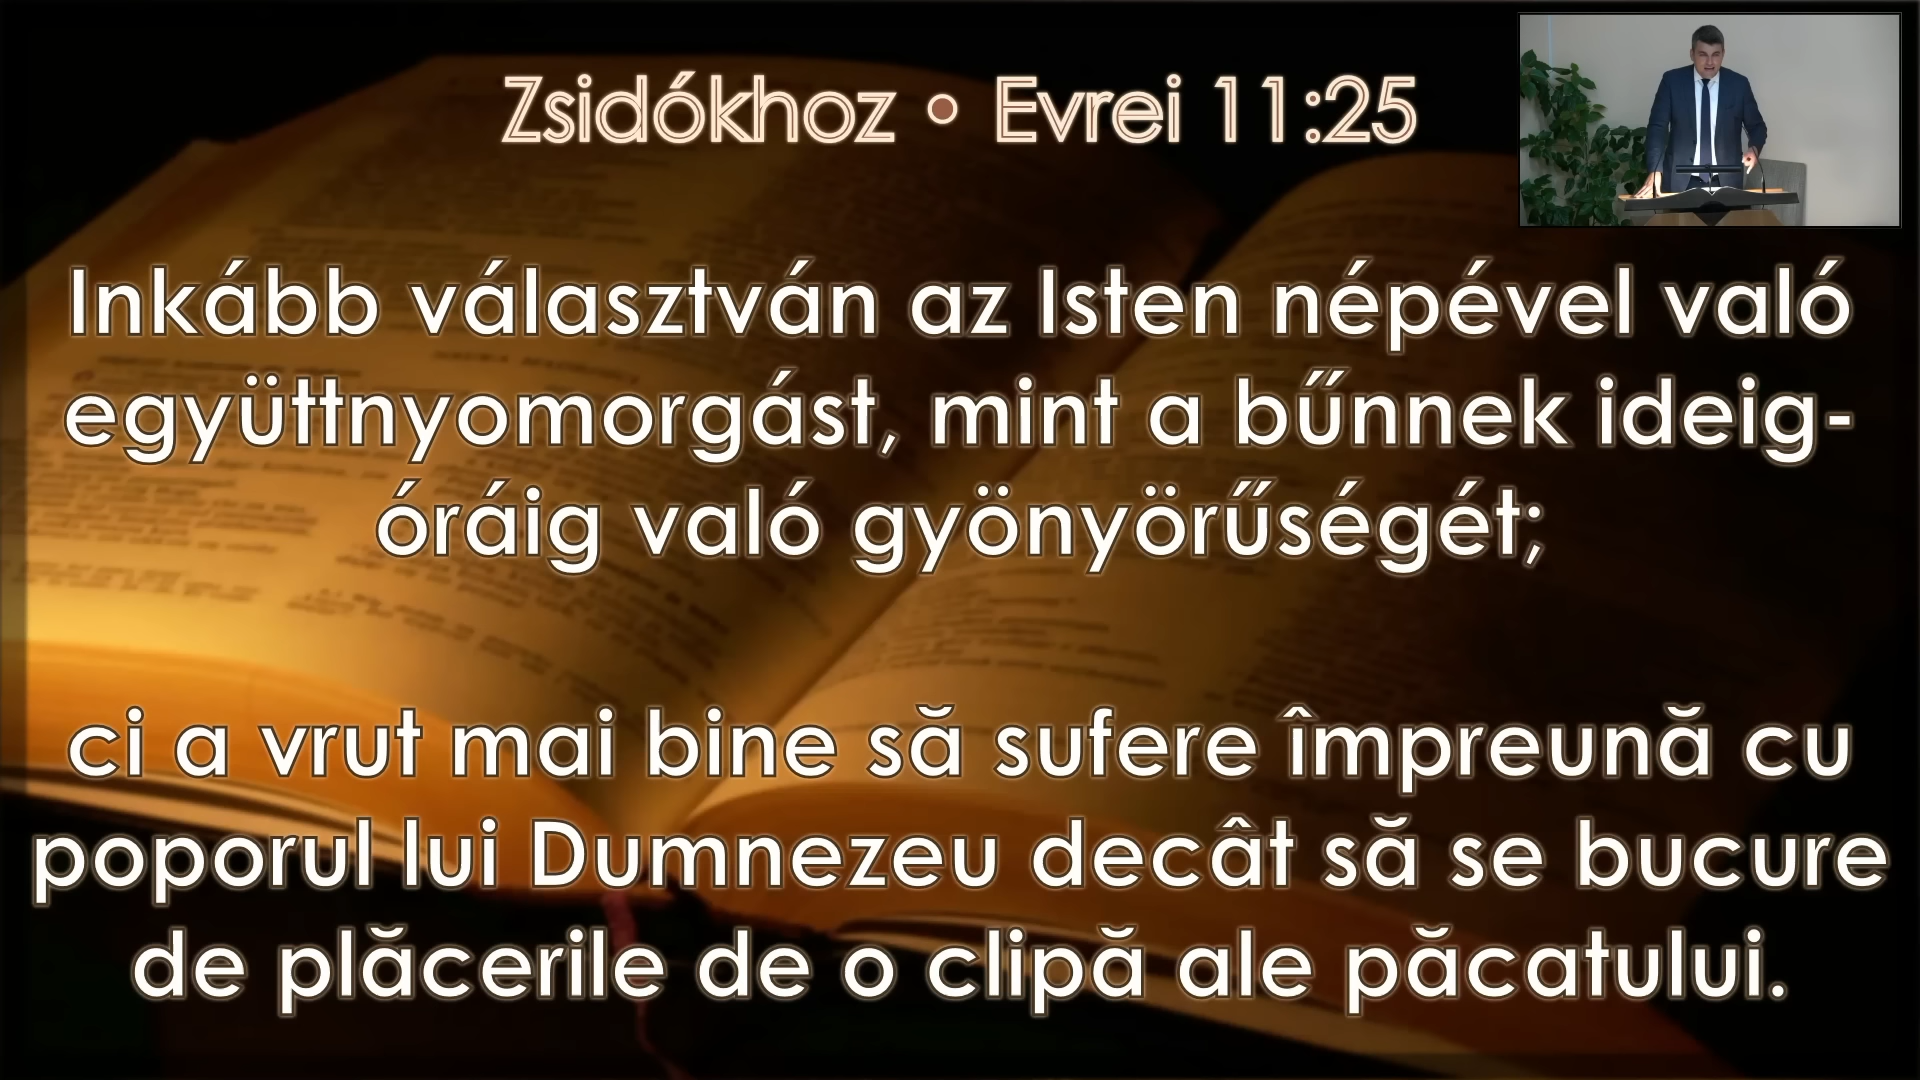 Zsidókhoz • Evrei 11:25
Inkább választván az Isten népével való
együttnyomorgást, mint a bűnnek ideig-
óráig való gyönyörűségét;
ci a vrut mai bine să sufere împreună cu
poporul lui Dumnezeu decât să se bucure
de plăcerile de o clipă ale păcatului.